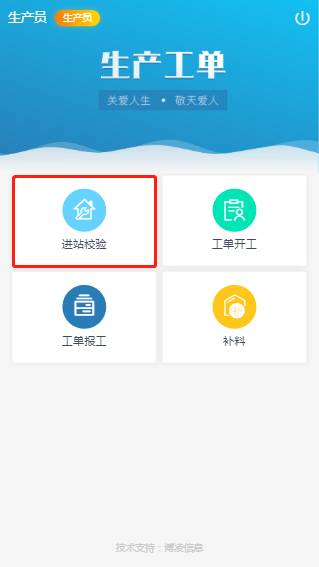 生产员 生产员
生产工单
关爱人生 • 敬天爱人
进站校验 工单开工
工单报工 补料
技术支持：博凌信息